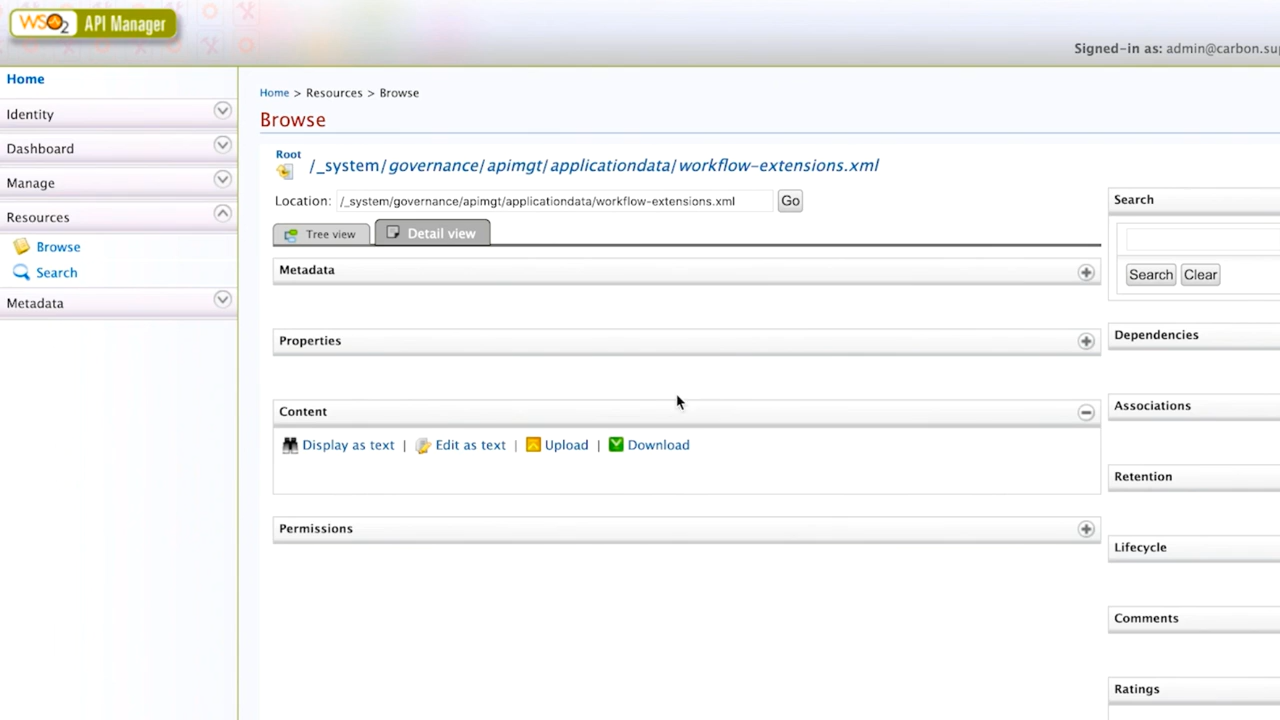 WSO2 API Manager
Signed-in as: admin@carbon.su
Home
Identity
Dashboard
Manage
Resources
Browse
Search
Metadata
Home > Resources > Browse
Browse
Root
/_system/governance/apimgt/applicationdata/workflow-extensions.xml
Location: /_system/governance/apimgt/applicationdata/workflow-extensions.xml Go
Tree view Detail view
Metadata
Properties
Content
Display as text | Edit as text | Upload | Download
Permissions
Search
Search Clear
Dependencies
Associations
Retention
Lifecycle
Comments
Ratings